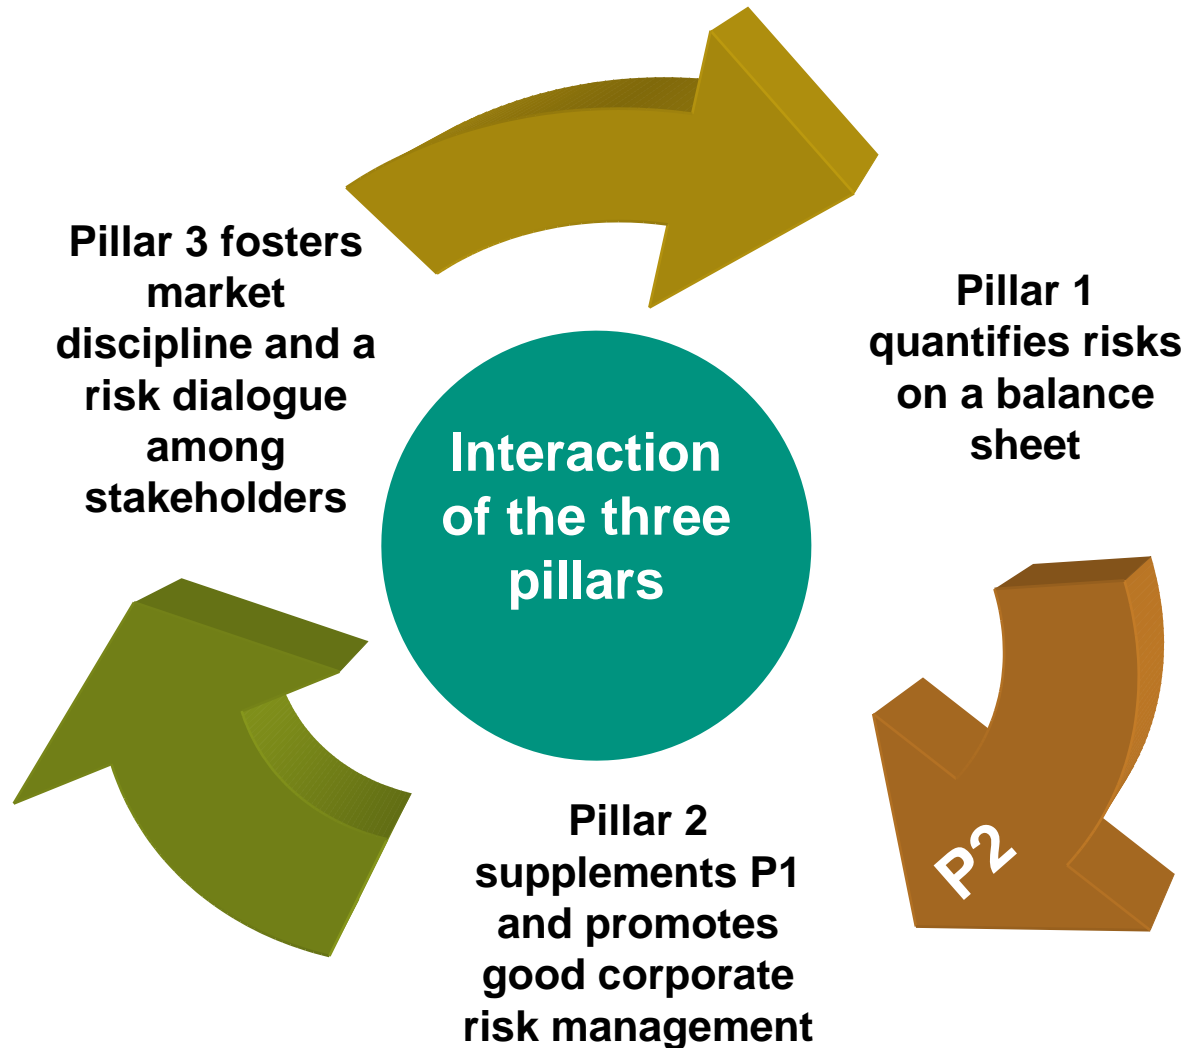 Pillar 3 fosters
market
discipline and a
risk dialogue
among
stakeholders
Pillar 1
quantifies risks
on a balance
sheet
Interaction
of the three
pillars
Pillar 2
supplements P1
and promotes
good corporate
risk management
P2